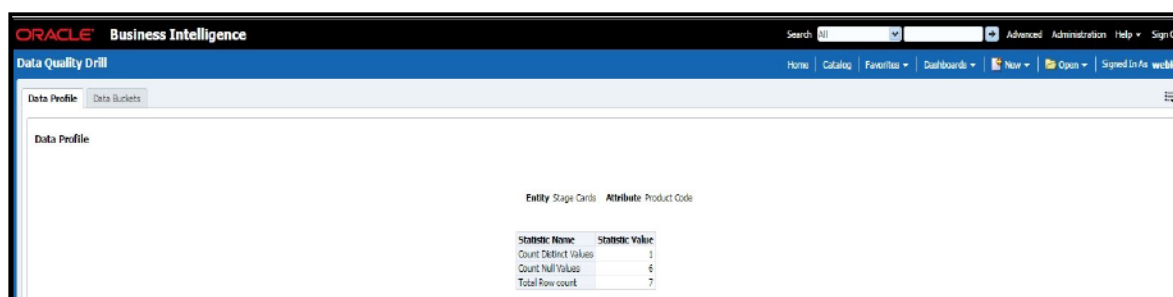 ORACLE Business Intelligence
Search All Advanced Administration Help Sign
Data Quality Drill
Home Catalog Favorites Dashboards New Open Signed In As
Data Profile Data Buckets
Data Profile
Entity Stage Cards Attribute Product Code
Statistic Name Statistic Value
Count Distinct Values 1
Count Null Values 6
Total Row count 7